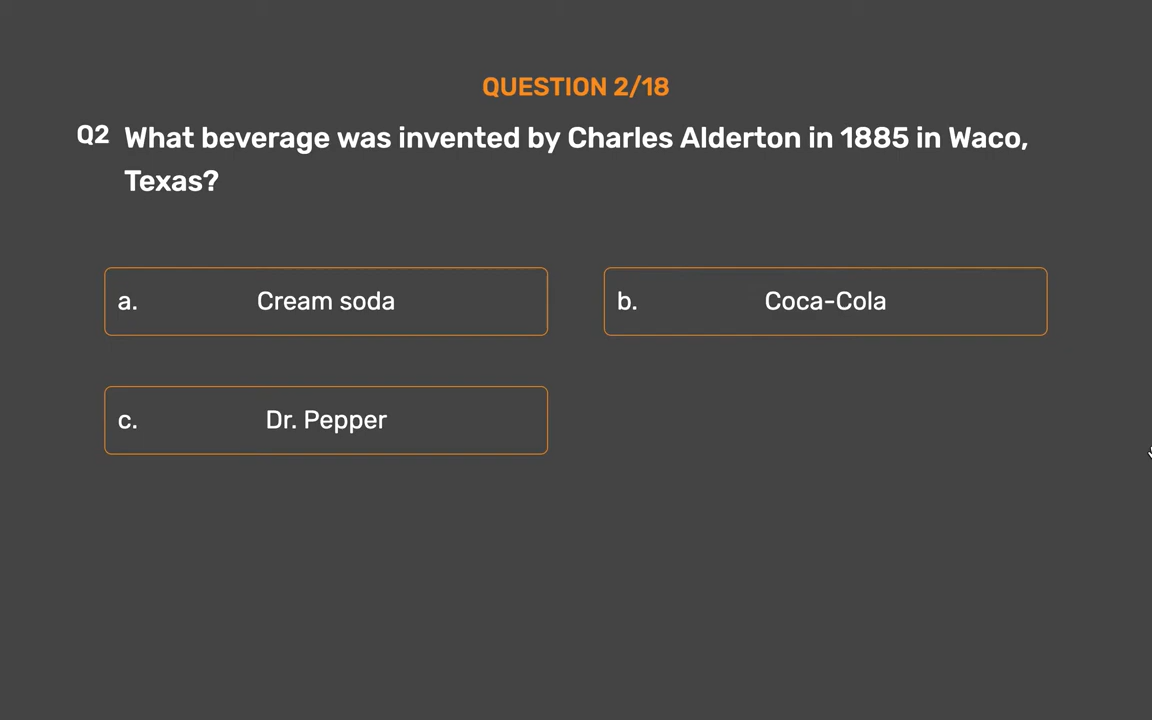 QUESTION 2/18
Q2 What beverage was invented by Charles Alderton in 1885 in Waco,
Texas?
a. Cream soda
b. Coca-Cola
c. Dr. Pepper